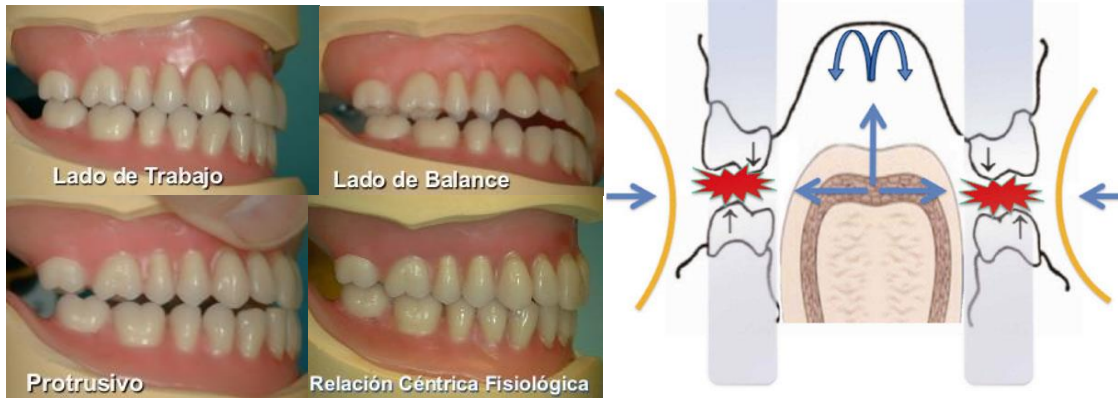 Lado de Trabajo
Lado de Balance
Protrusivo
Relación Céntrica Fisiológica